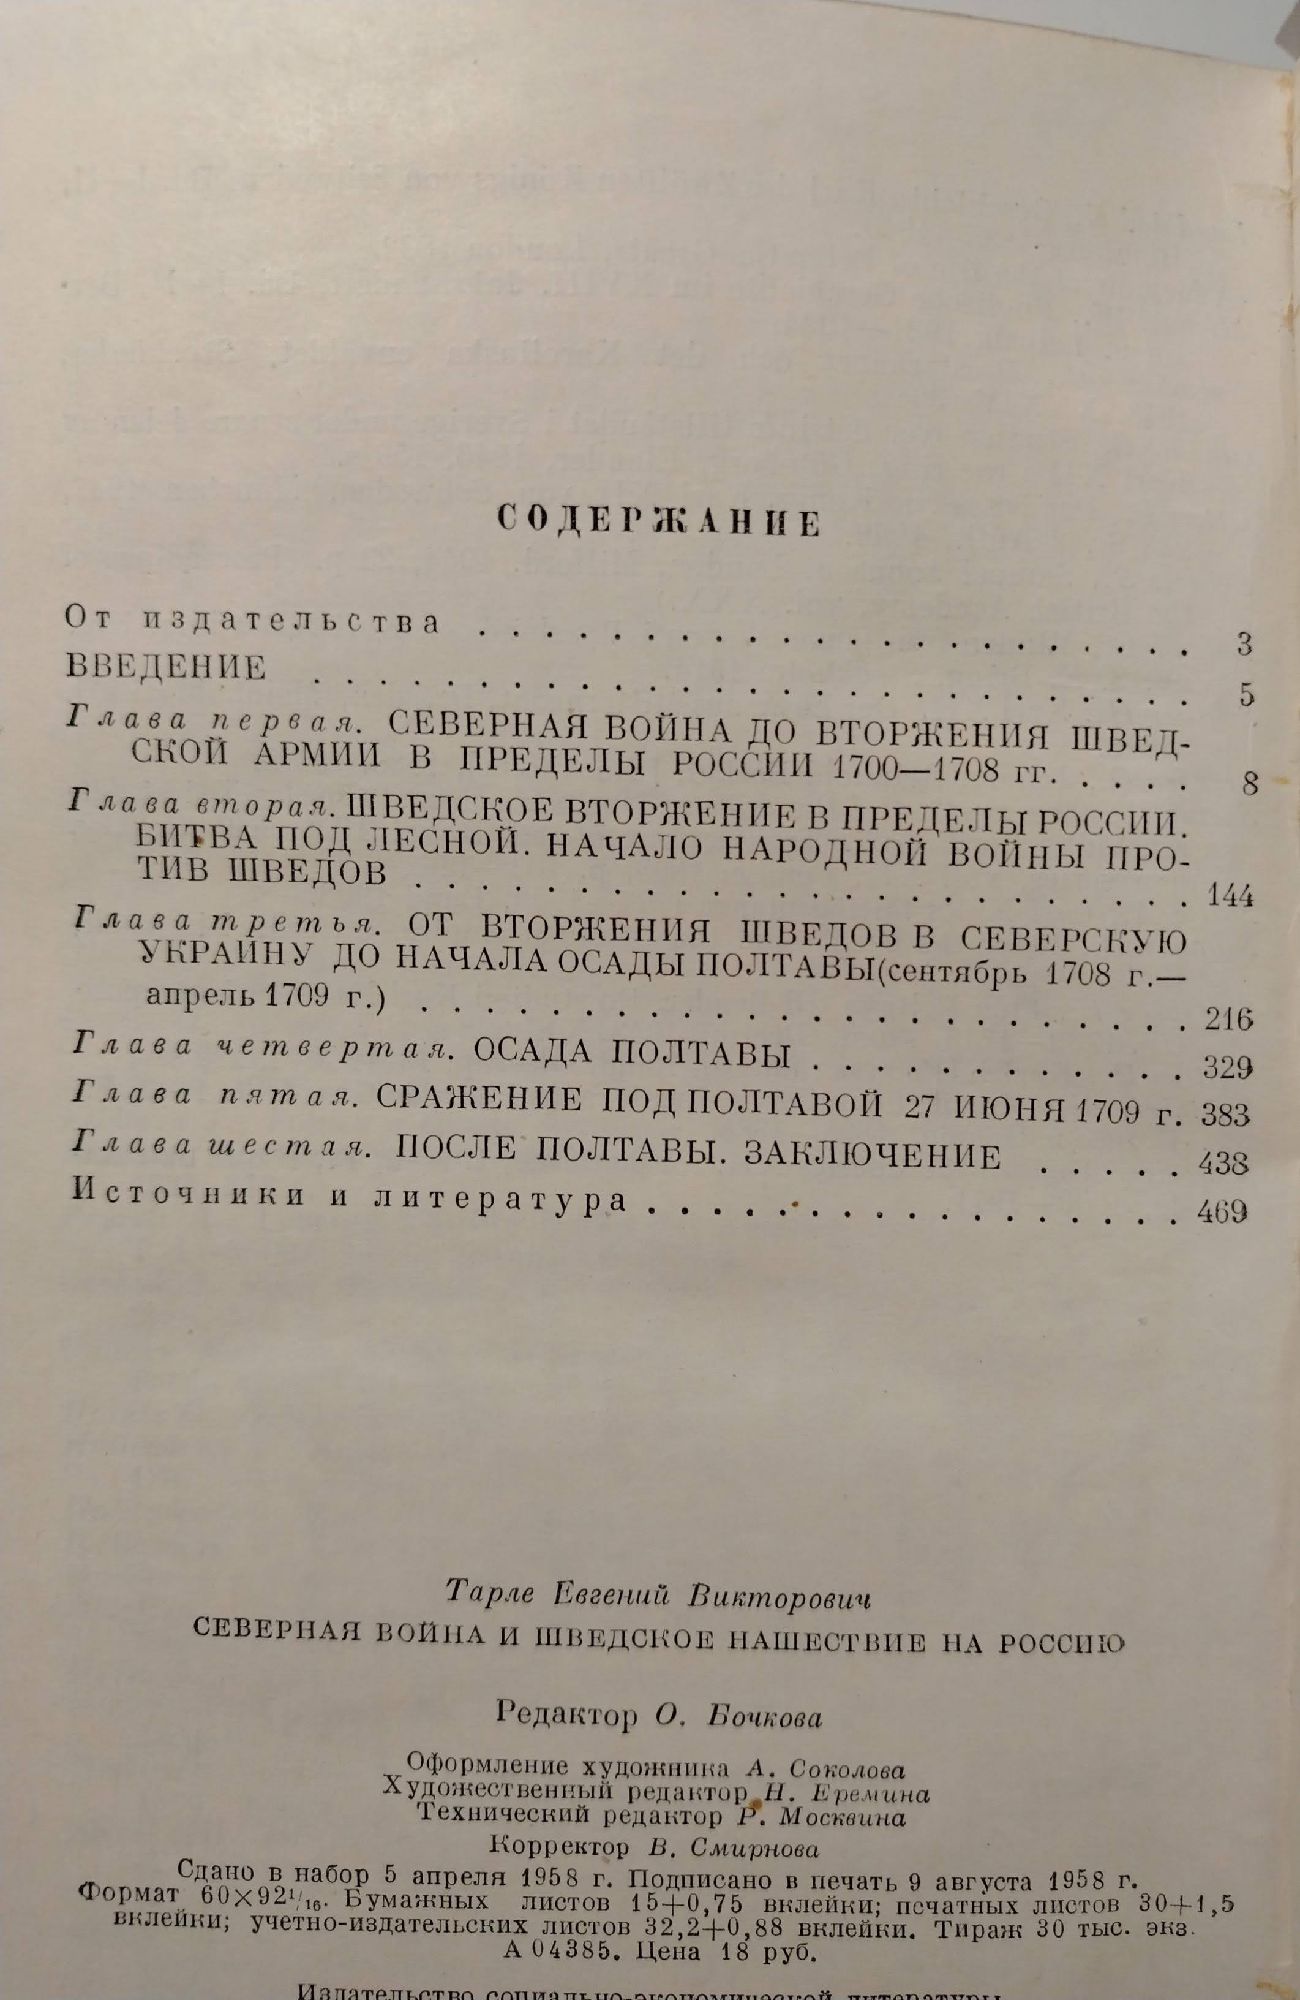 СОДЕРЖАНИЕ
От издательства . . . . . . . . . . . . . . . . . . . . . . 3
ВВЕДЕНИЕ . . . . . . . . . . . . . . . . . . . . . . . . . . . 5
Глава первая. СЕВЕРНАЯ ВОЙНА ДО ВТОРЖЕНИЯ ШВЕД-
СКОЙ АРМИИ В ПРЕДЕЛЫ РОССИИ 1700—1708 гг. . . . . 8
Глава вторая. ШВЕДСКОЕ ВТОРЖЕНИЕ В ПРЕДЕЛЫ РОССИИ.
БИТВА ПОД ЛЕСНОЙ. НАЧАЛО НАРОДНОЙ ВОЙНЫ ПРО-
ТИВ ШВЕДОВ . . . . . . . . . . . . . . . . . . . . . . . . 144
Глава третья. ОТ ВТОРЖЕНИЯ ШВЕДОВ В СЕВЕРСКУЮ
УКРАИНУ ДО НАЧАЛА ОСАДЫ ПОЛТАВЫ(сентябрь 1708 г.—
апрель 1709 г.) . . . . . . . . . . . . . . . . . . . . . . . . 216
Глава четвертая. ОСАДА ПОЛТАВЫ . . . . . . . . . . . . 329
Глава пятая. СРАЖЕНИЕ ПОД ПОЛТАВОЙ 27 ИЮНЯ 1709 г. 383
Глава шестая. ПОСЛЕ ПОЛТАВЫ. ЗАКЛЮЧЕНИЕ . . . . . 438
Источники и литература . . . . . . . . . . . . . . . . . 469
Тарле Евгений Викторович
СЕВЕРНАЯ ВОЙНА И ШВЕДСКОЕ НАШЕСТВИЕ НА РОССИЮ
Редактор О. Бочкова
Оформление художника А. Соколова
Художественный редактор Н. Еремина
Технический редактор Р. Москвина
Корректор В. Смирнова
Сдано в набор 5 апреля 1958 г. Подписано в печать 9 августа 1958 г.
Формат 60×92¹/₁₆. Бумажных листов 15+0,75 вклейки; печатных листов 30+1,5
вклейки; учетно-издательских листов 32,2+0,88 вклейки. Тираж 30 тыс. экз.
А 04385. Цена 18 руб.
Издательство социально-экономической литературы